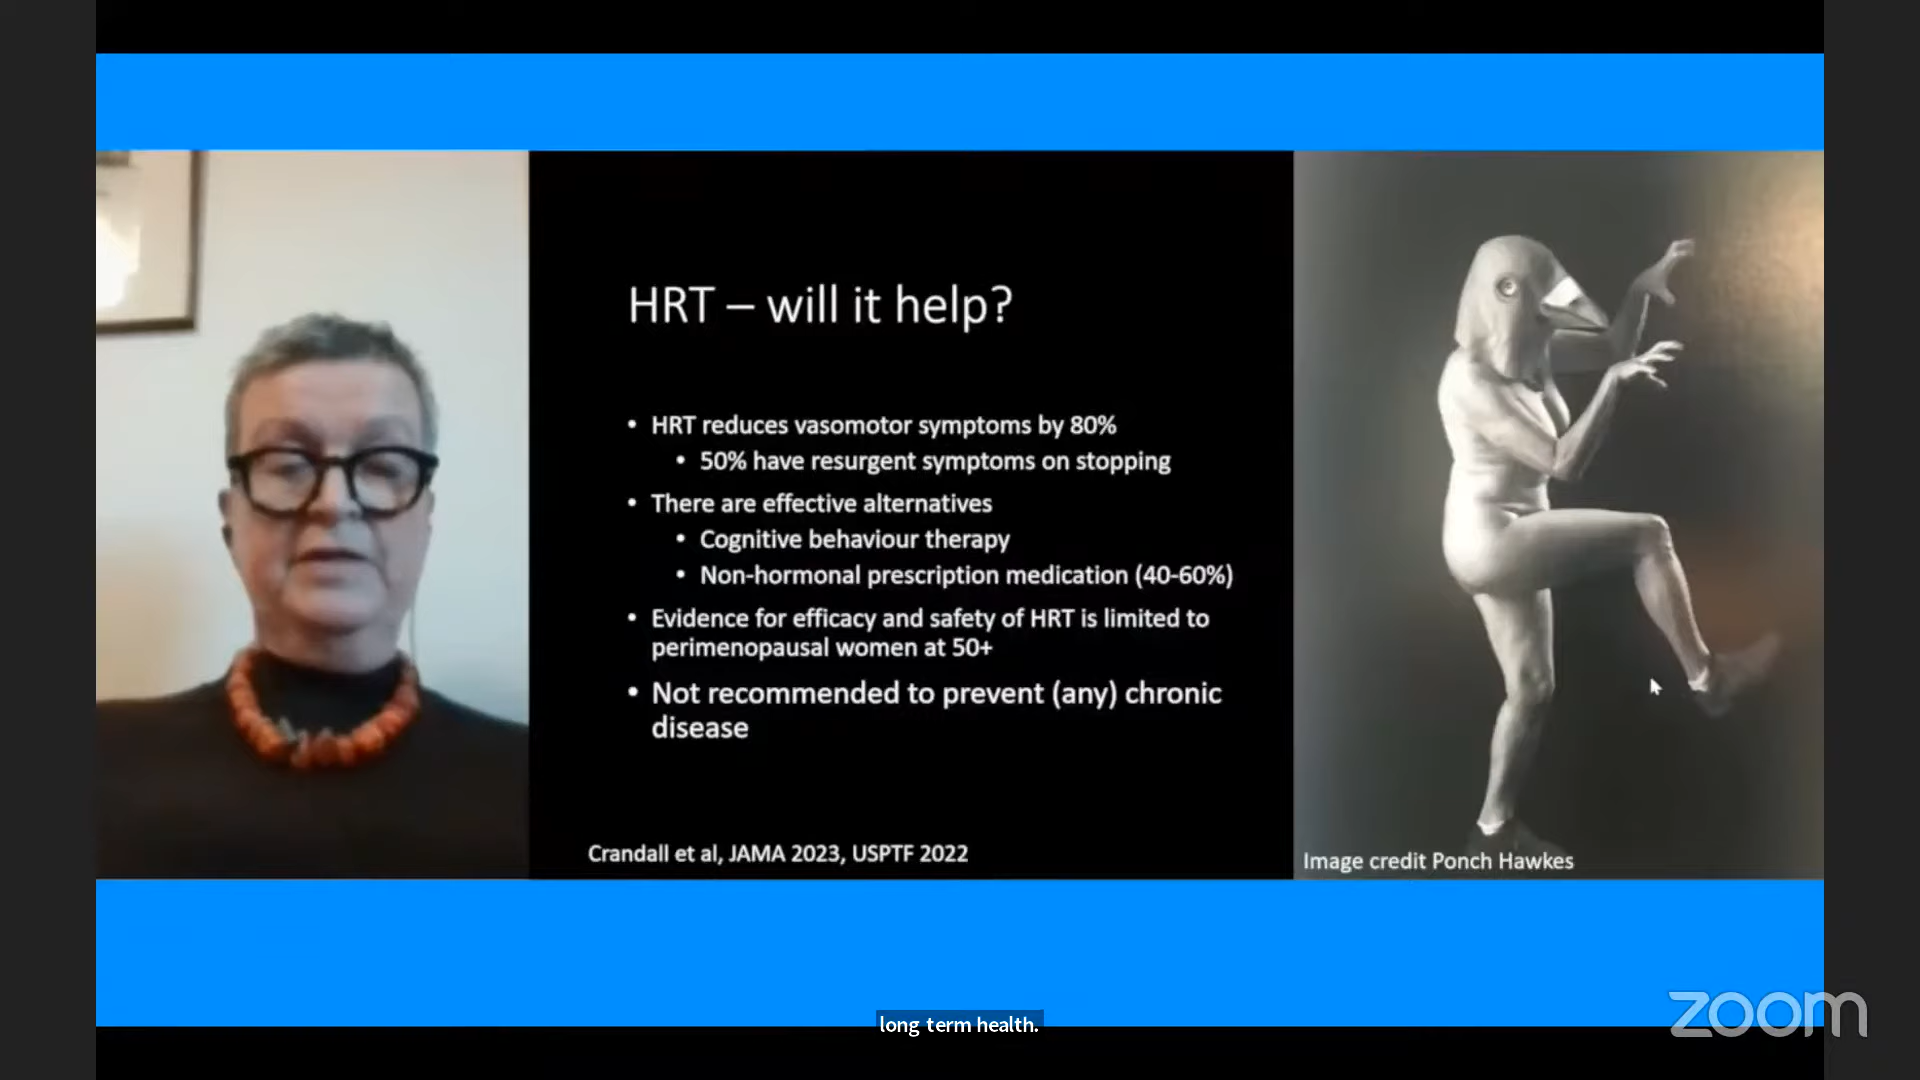 HRT – will it help?
• HRT reduces vasomotor symptoms by 80%
• 50% have resurgent symptoms on stopping
• There are effective alternatives
• Cognitive behaviour therapy
• Non-hormonal prescription medication (40-60%)
• Evidence for efficacy and safety of HRT is limited to
perimenopausal women at 50+
• Not recommended to prevent (any) chronic
disease
Crandall et al, JAMA 2023, USPTF 2022
Image credit Ponch Hawkes
long term health.
zoom